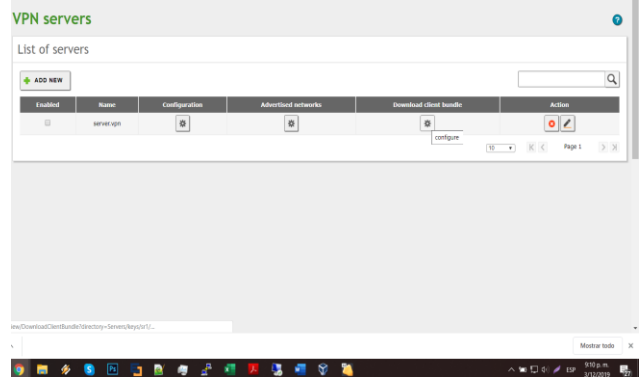 VPN servers
List of servers
ADD NEW
Enabled Name Configuration Advertised networks Download client bundle Action
server.vpn
configure
10 Page 1
Mostrar todo
ESP 9:10 p. m.
3/12/2019